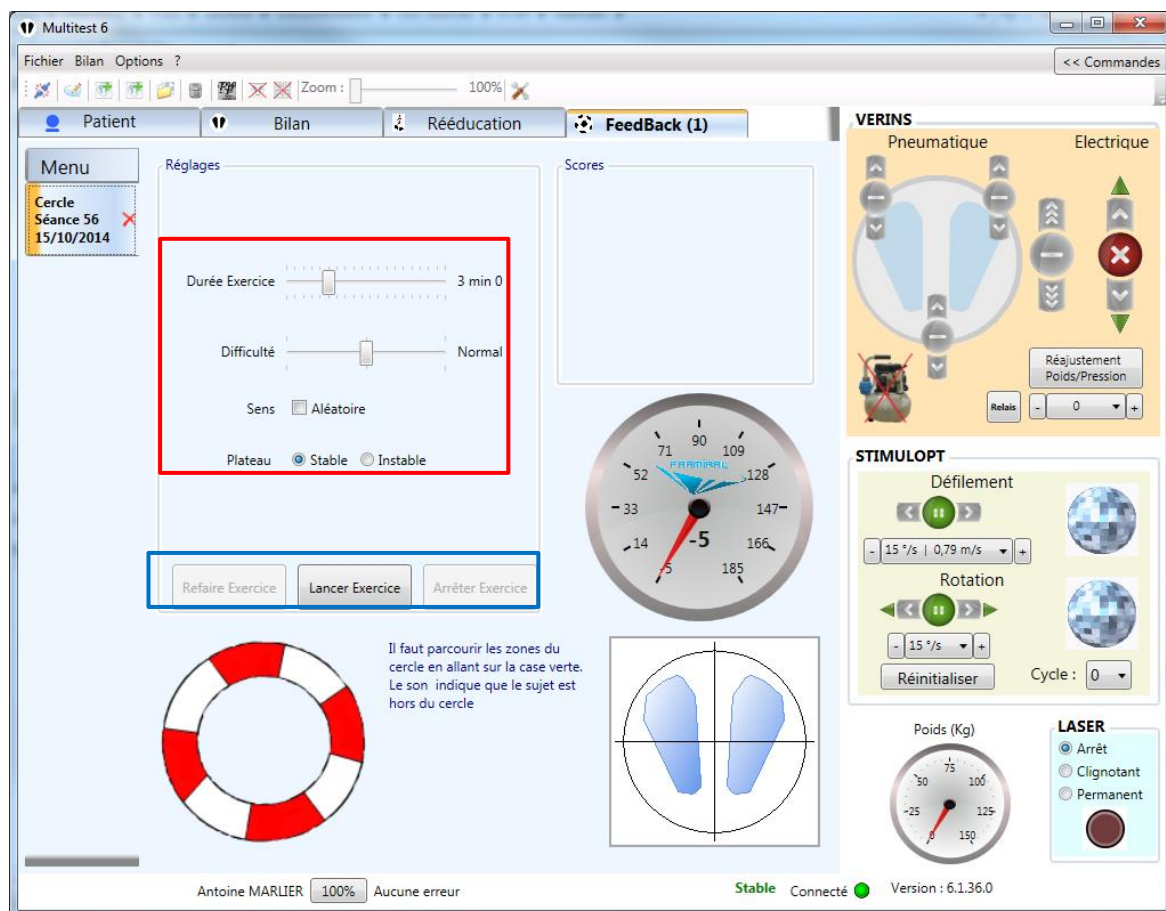 Multitest 6
Fichier Bilan Options ?
<< Commandes
Zoom : 100%
Patient
Bilan
Rééducation
FeedBack (1)
Menu
Cercle
Séance 56
15/10/2014
Réglages
Durée Exercice 3 min 0
Difficulté Normal
Sens Aléatoire
Plateau Stable Instable
Refaire Exercice
Lancer Exercice
Arrêter Exercice
Scores
-5
14
33
52
71
90
109
128
147
166
185
FRAMIRAL
-5
Il faut parcourir les zones du
cercle en allant sur la case verte.
Le son indique que le sujet est
hors du cercle
VERINS
Pneumatique
Electrique
Réajustement
Poids/Pression
Relais
- 0 +
STIMULOPT
Défilement
- 15 °/s | 0,79 m/s +
Rotation
- 15 °/s +
Réinitialiser
Cycle : 0
Poids (Kg)
0
25
50
75
100
125
150
LASER
Arrêt
Clignotant
Permanent
Antoine MARLIER 100% Aucune erreur
Stable Connecté Version : 6.1.36.0